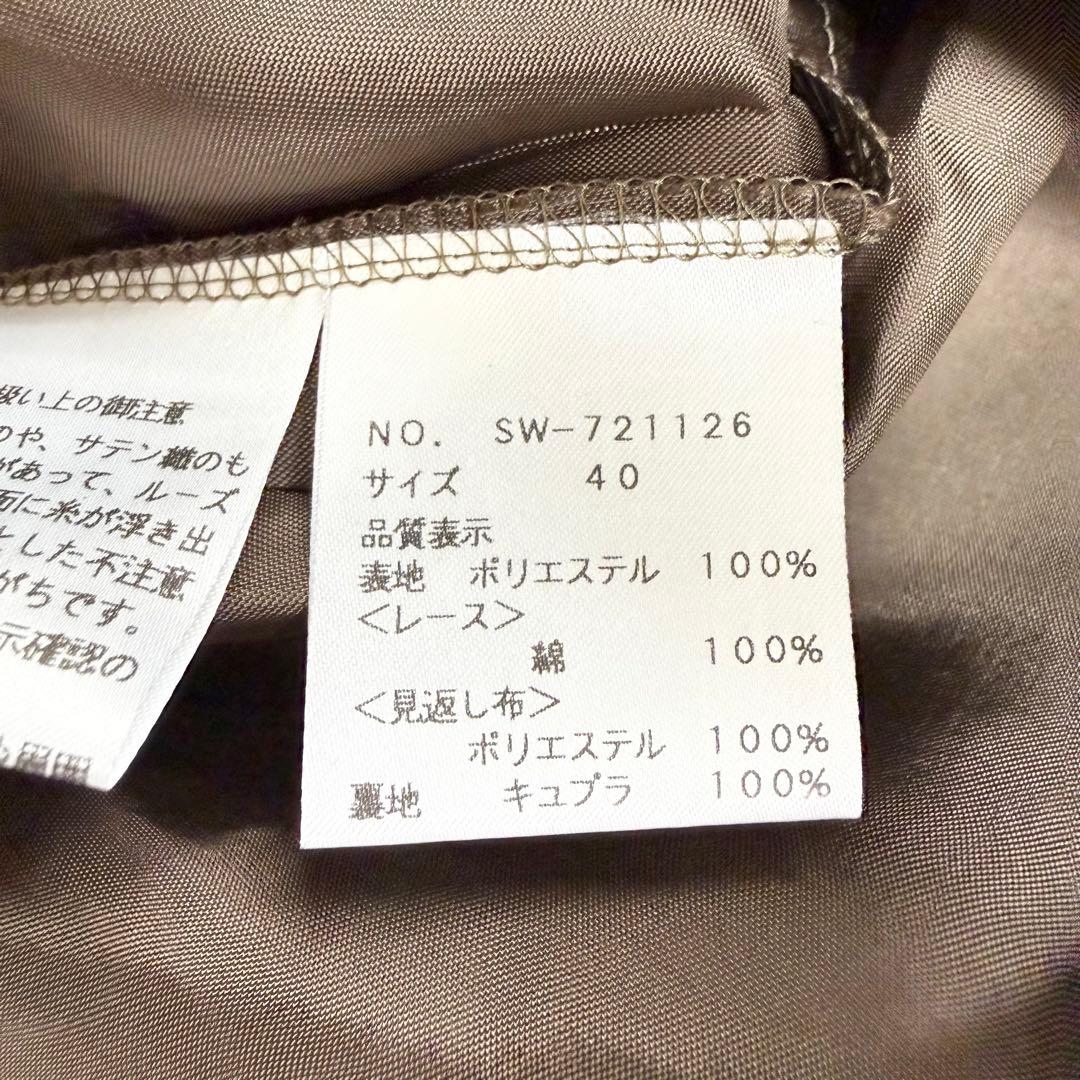 扱い上の御注意
のや、サテン織のも
があって、ルーズ
面に糸が浮き出
とした不注意
がちです。
示確認の
NO. SW-721126
サイズ 40
品質表示
表地 ポリエステル 100%
<レース>
綿 100%
<見返し布>
ポリエステル 100%
裏地 キュプラ 100%